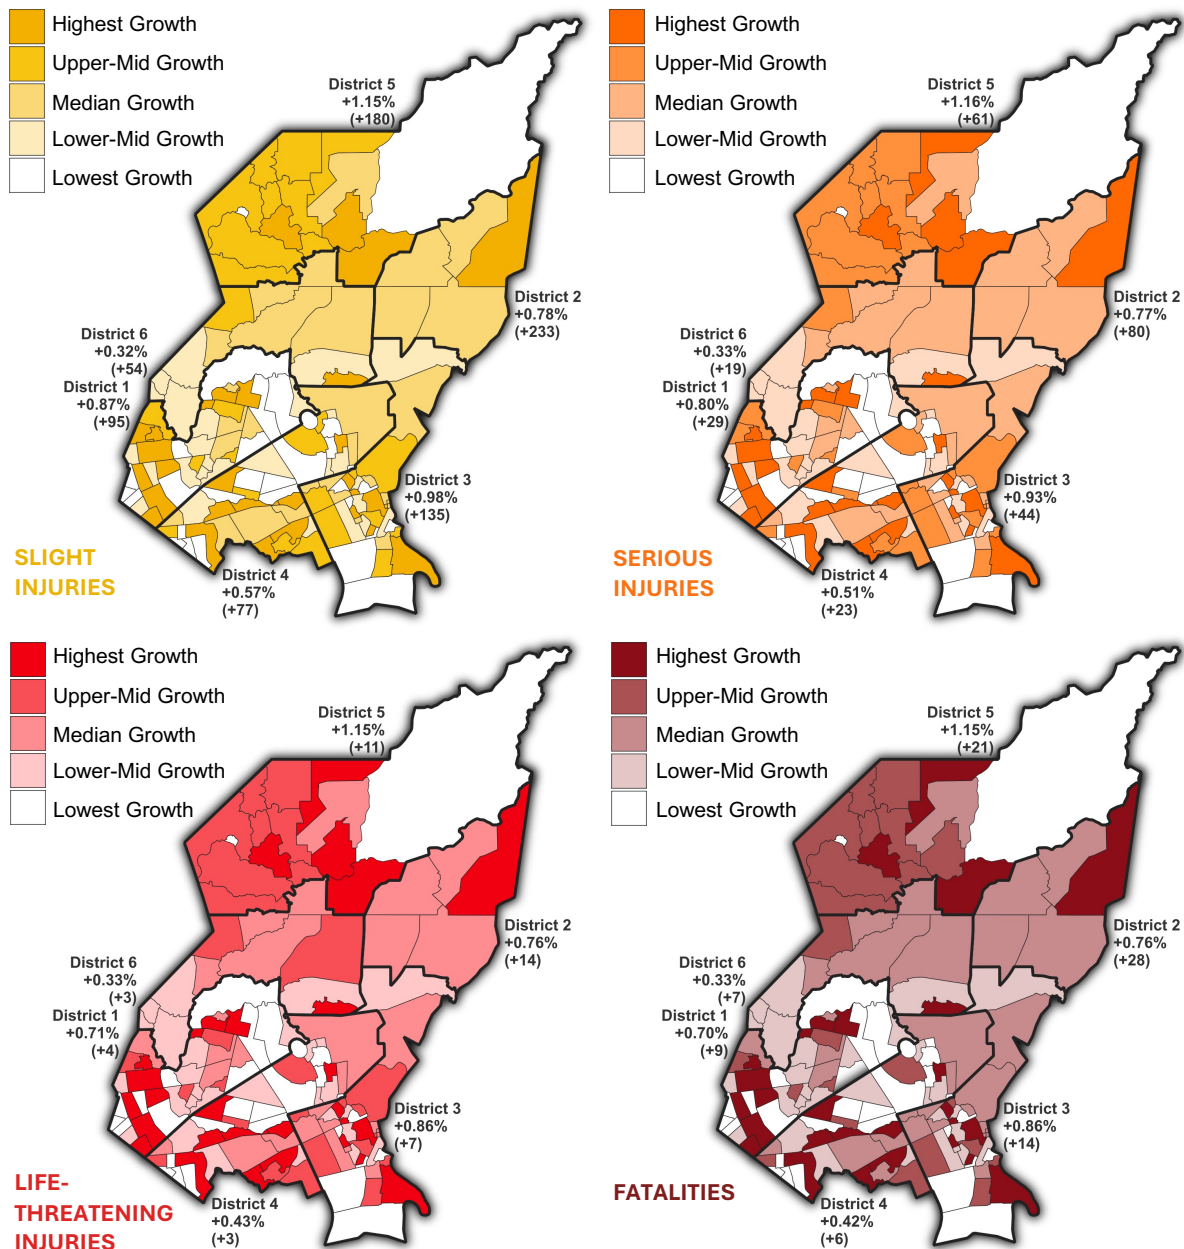 Highest Growth
Upper-Mid Growth
Median Growth
Lower-Mid Growth
Lowest Growth
District 5
+1.15%
(+180)
District 2
+0.78%
(+233)
District 6
+0.32%
(+54)
District 1
+0.87%
(+95)
District 3
+0.98%
(+135)
District 4
+0.57%
(+77)
SLIGHT
INJURIES
Highest Growth
Upper-Mid Growth
Median Growth
Lower-Mid Growth
Lowest Growth
District 5
+1.16%
(+61)
District 2
+0.77%
(+80)
District 6
+0.33%
(+19)
District 1
+0.80%
(+29)
District 3
+0.93%
(+44)
District 4
+0.51%
(+23)
SERIOUS
INJURIES
Highest Growth
Upper-Mid Growth
Median Growth
Lower-Mid Growth
Lowest Growth
District 5
+1.15%
(+11)
District 2
+0.76%
(+14)
District 6
+0.33%
(+3)
District 1
+0.71%
(+4)
District 3
+0.86%
(+7)
District 4
+0.43%
(+3)
LIFE-
THREATENING
INJURIES
Highest Growth
Upper-Mid Growth
Median Growth
Lower-Mid Growth
Lowest Growth
District 5
+1.15%
(+21)
District 2
+0.76%
(+28)
District 6
+0.33%
(+7)
District 1
+0.70%
(+9)
District 3
+0.86%
(+14)
District 4
+0.42%
(+6)
FATALITIES